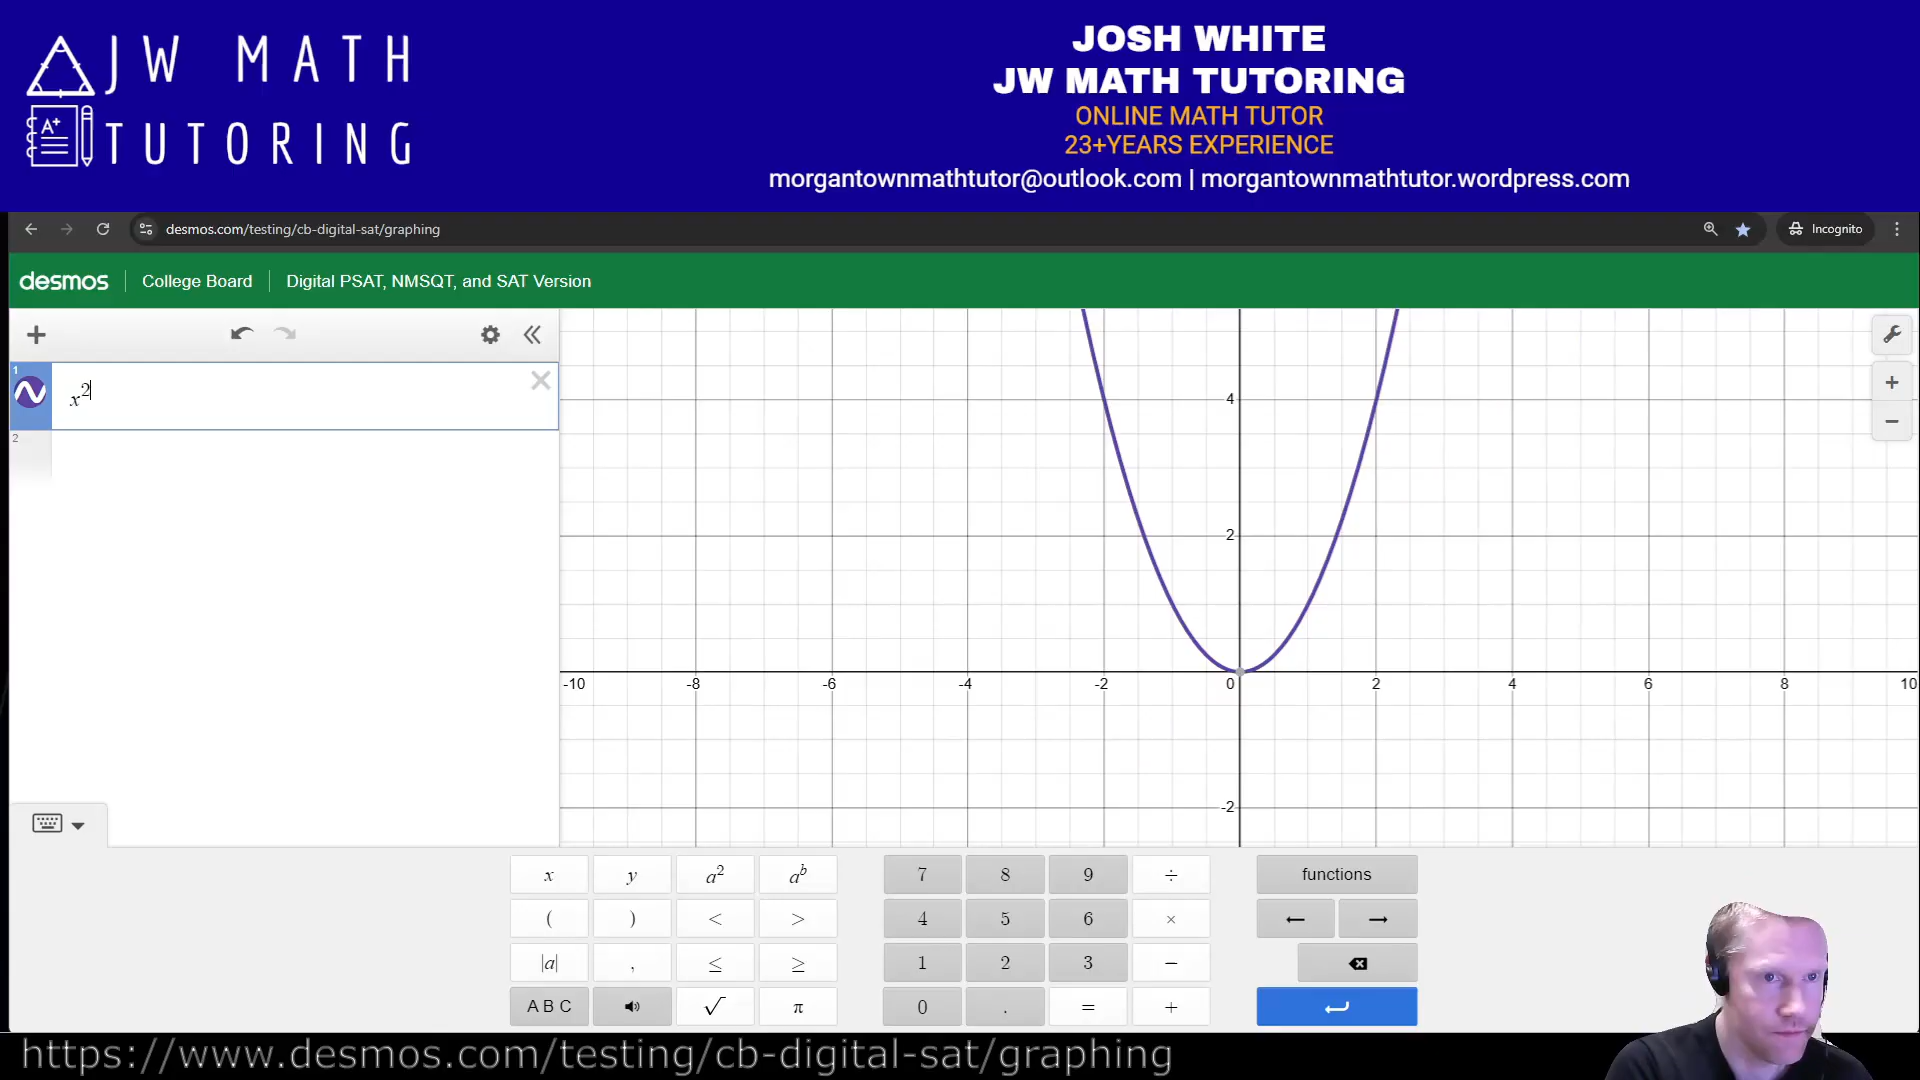 JW MATH
TUTORING
A+
JOSH WHITE
JW MATH TUTORING
ONLINE MATH TUTOR
23+YEARS EXPERIENCE
morgantownmathtutor@outlook.com | morgantownmathtutor.wordpress.com
desmos.com/testing/cb-digital-sat/graphing
Incognito
desmos College Board Digital PSAT, NMSQT, and SAT Version
1
x²
2
4
2
-10 -8 -6 -4 -2 0 2 4 6 8 10
-2
x y a² aᵇ 7 8 9 ÷ functions
( ) < > 4 5 6 × ← →
|a| , ≤ ≥ 1 2 3 −
A B C √ π 0 . = +
https://www.desmos.com/testing/cb-digital-sat/graphing